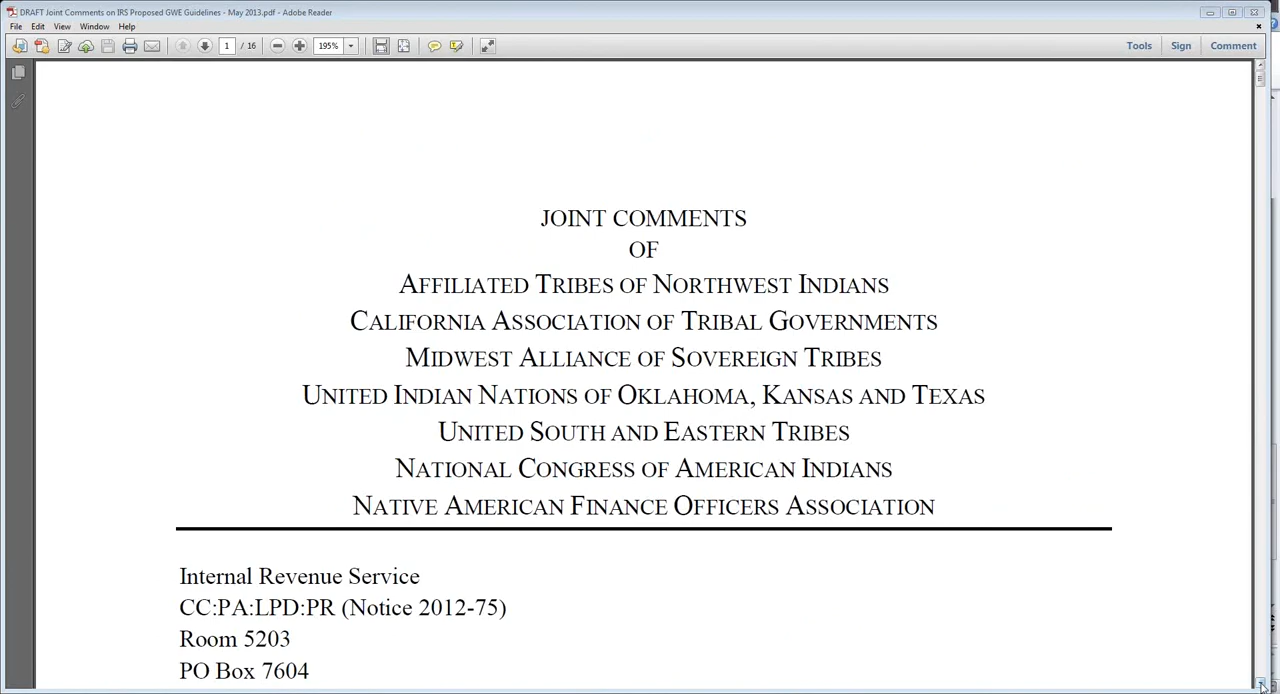 DRAFT Joint Comments on IRS Proposed GWE Guidelines - May 2013.pdf - Adobe Reader
File Edit View Window Help
1 / 16 195% Tools Sign Comment
JOINT COMMENTS
OF
AFFILIATED TRIBES OF NORTHWEST INDIANS
CALIFORNIA ASSOCIATION OF TRIBAL GOVERNMENTS
MIDWEST ALLIANCE OF SOVEREIGN TRIBES
UNITED INDIAN NATIONS OF OKLAHOMA, KANSAS AND TEXAS
UNITED SOUTH AND EASTERN TRIBES
NATIONAL CONGRESS OF AMERICAN INDIANS
NATIVE AMERICAN FINANCE OFFICERS ASSOCIATION
Internal Revenue Service
CC:PA:LPD:PR (Notice 2012-75)
Room 5203
PO Box 7604